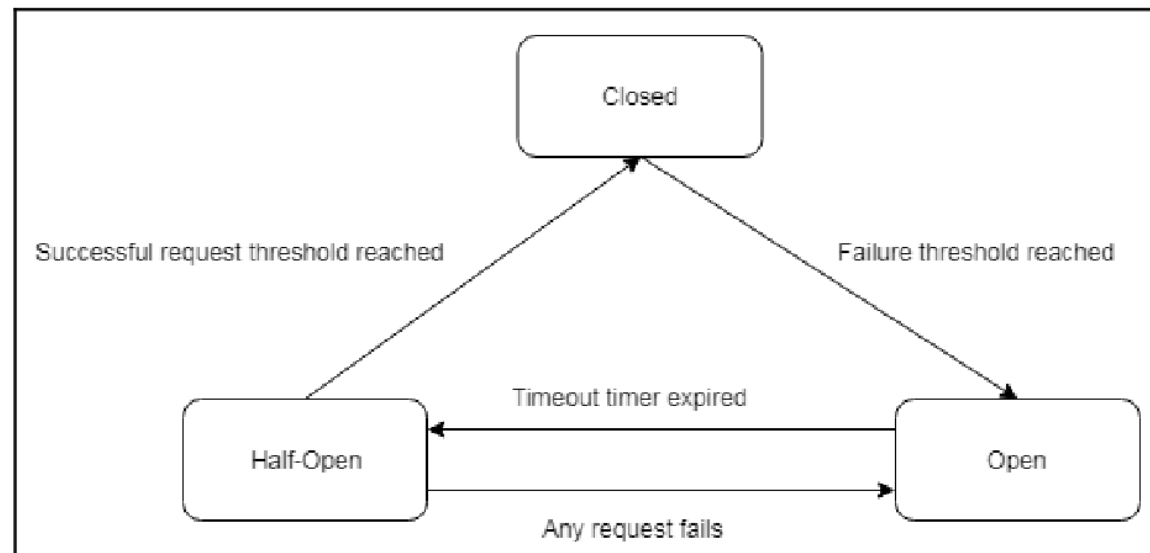 Closed
Successful request threshold reached
Failure threshold reached
Timeout timer expired
Half-Open
Open
Any request fails